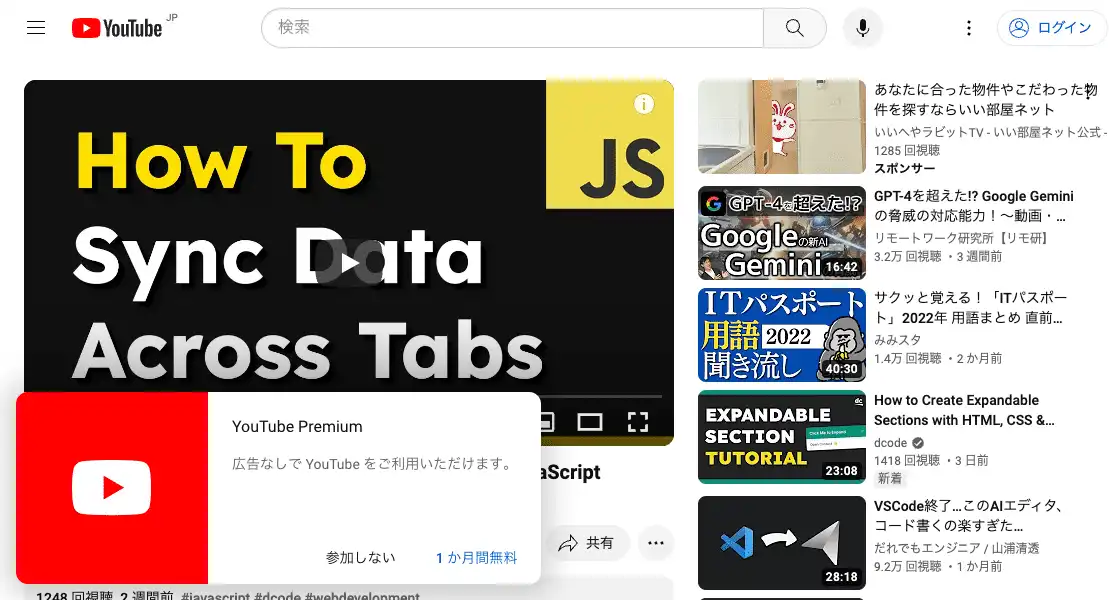 YouTube JP
検索
ログイン
How To
JS
Sync Data
Across Tabs
YouTube Premium
広告なしで YouTube をご利用いただけます。
参加しない
1 か月間無料
aScript
共有
1248 回視聴 2 週間前 #javascript #dcode #webdevelopment
あなたに合った物件やこだわった物
件を探すならいい部屋ネット
いいへやラビットTV - いい部屋ネット公式 -
1285 回視聴
スポンサー
GPT-4を超えた!?
Googleの新AI
Gemini
16:42
GPT-4を超えた!? Google Gemini
の脅威の対応能力！〜動画・...
リモートワーク研究所【リモ研】
3.2万 回視聴 ・3 週間前
ITパスポート
用語 2022
聞き流し
40:30
サクッと覚える！「ITパスポー
ト」2022年 用語まとめ 直前...
みみスタ
1.4万 回視聴 ・2 か月前
dc
EXPANDABLE
SECTION
TUTORIAL
23:08
How to Create Expandable
Sections with HTML, CSS &...
dcode
1418 回視聴 ・3 日前
新着
28:18
VSCode終了...このAIエディタ、
コード書くの楽すぎた...
だれでもエンジニア / 山浦清透
9.2万 回視聴 ・1 か月前